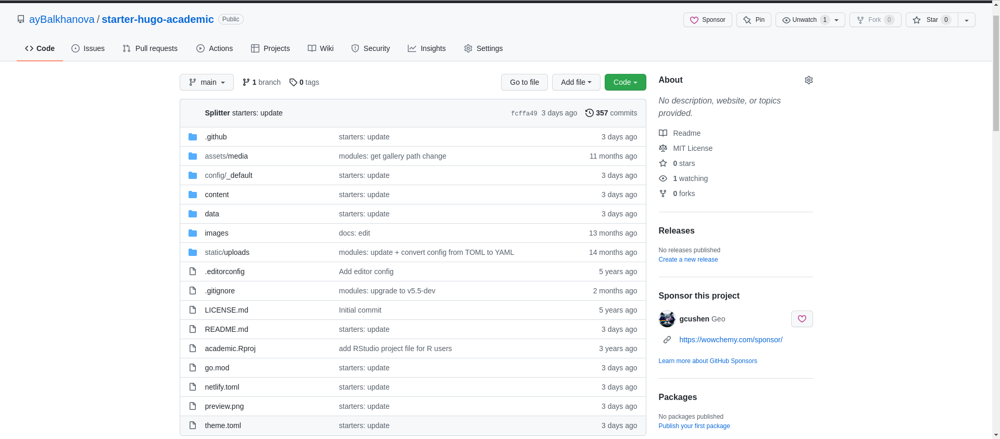 ayBalkhanova / starter-hugo-academic Public
Sponsor Pin Unwatch 1 Fork 0 Star 0
Code Issues Pull requests Actions Projects Wiki Security Insights Settings
main 1 branch 0 tags Go to file Add file Code
Splitter starters: update fcffa49 3 days ago 357 commits
.github starters: update 3 days ago
assets/media modules: get gallery path change 11 months ago
config/_default starters: update 3 days ago
content starters: update 3 days ago
data starters: update 3 days ago
images docs: edit 13 months ago
static/uploads modules: update + convert config from TOML to YAML 14 months ago
.editorconfig Add editor config 5 years ago
.gitignore modules: upgrade to v5.5-dev 2 months ago
LICENSE.md Initial commit 5 years ago
README.md starters: update 3 days ago
academic.Rproj add RStudio project file for R users 3 years ago
go.mod starters: update 3 days ago
netlify.toml starters: update 3 days ago
preview.png starters: update 3 days ago
theme.toml starters: update 3 days ago
About
No description, website, or topics
provided.
Readme
MIT License
0 stars
1 watching
0 forks
Releases
No releases published
Create a new release
Sponsor this project
gcushen Geo
https://wowchemy.com/sponsor/
Learn more about GitHub Sponsors
Packages
No packages published
Publish your first package